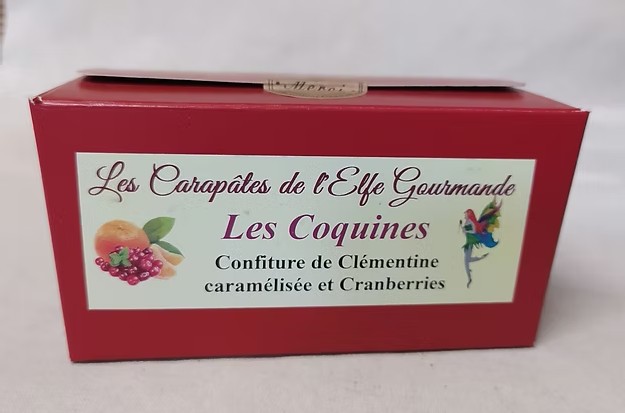 Merci
Les Carapâtes de l'Elfe Gourmande
Les Coquines
Confiture de Clémentine
caramélisée et Cranberries